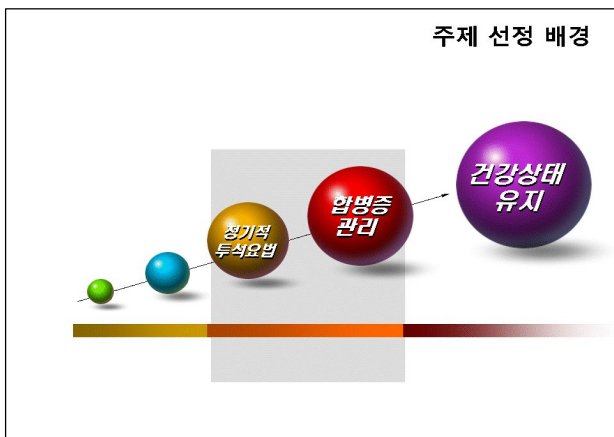 주제 선정 배경
건강상태
유지
합병증
관리
정기적
투석요법